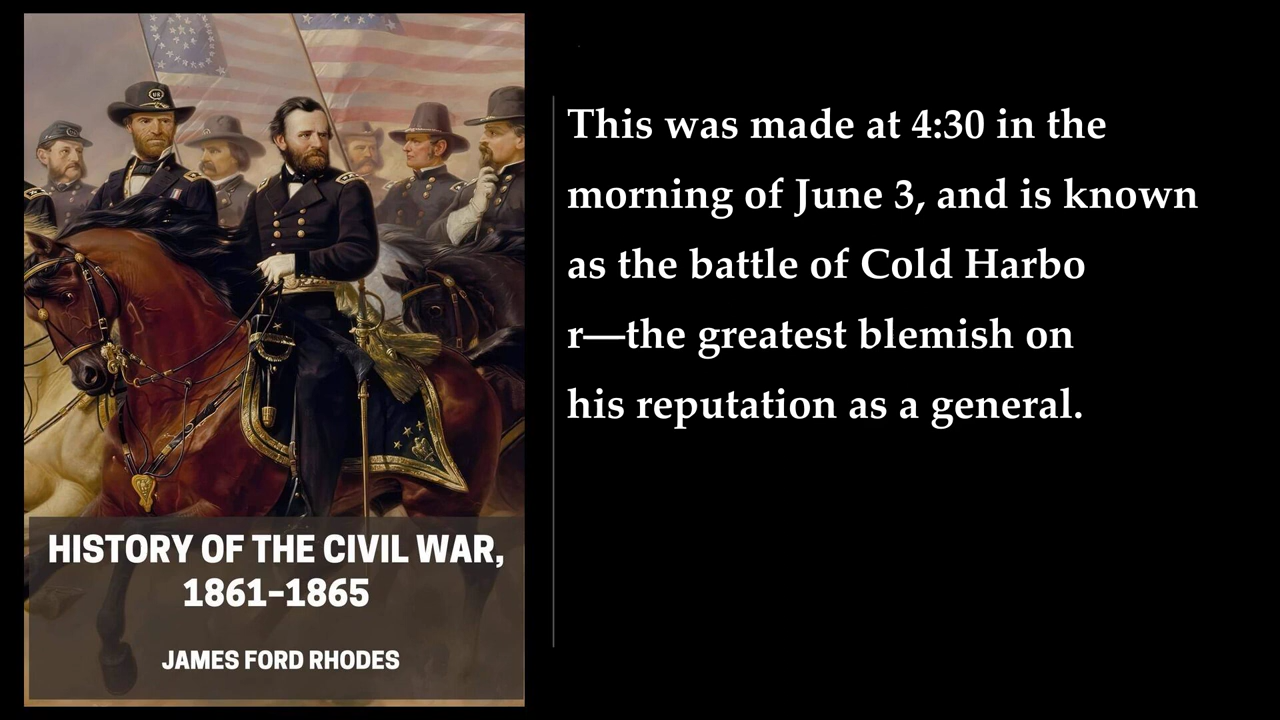 HISTORY OF THE CIVIL WAR,
1861–1865
JAMES FORD RHODES
This was made at 4:30 in the
morning of June 3, and is known
as the battle of Cold Harbo
r—the greatest blemish on
his reputation as a general.